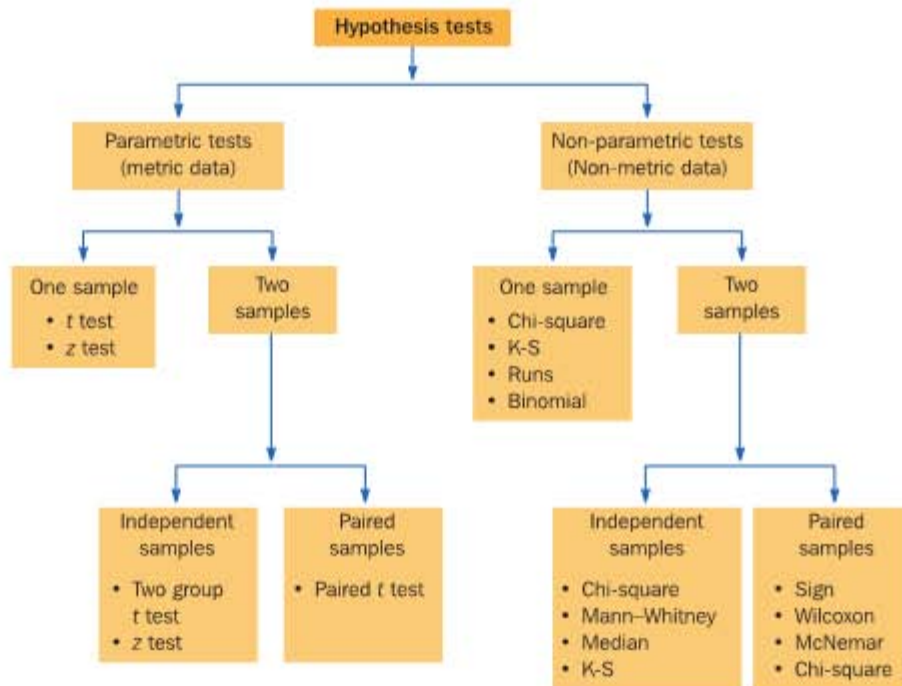 Hypothesis tests
Parametric tests
(metric data)
Non-parametric tests
(Non-metric data)
One sample
• t test
• z test
Two
samples
One sample
• Chi-square
• K-S
• Runs
• Binomial
Two
samples
Independent
samples
• Two group
t test
• z test
Paired
samples
• Paired t test
Independent
samples
• Chi-square
• Mann–Whitney
• Median
• K-S
Paired
samples
• Sign
• Wilcoxon
• McNemar
• Chi-square